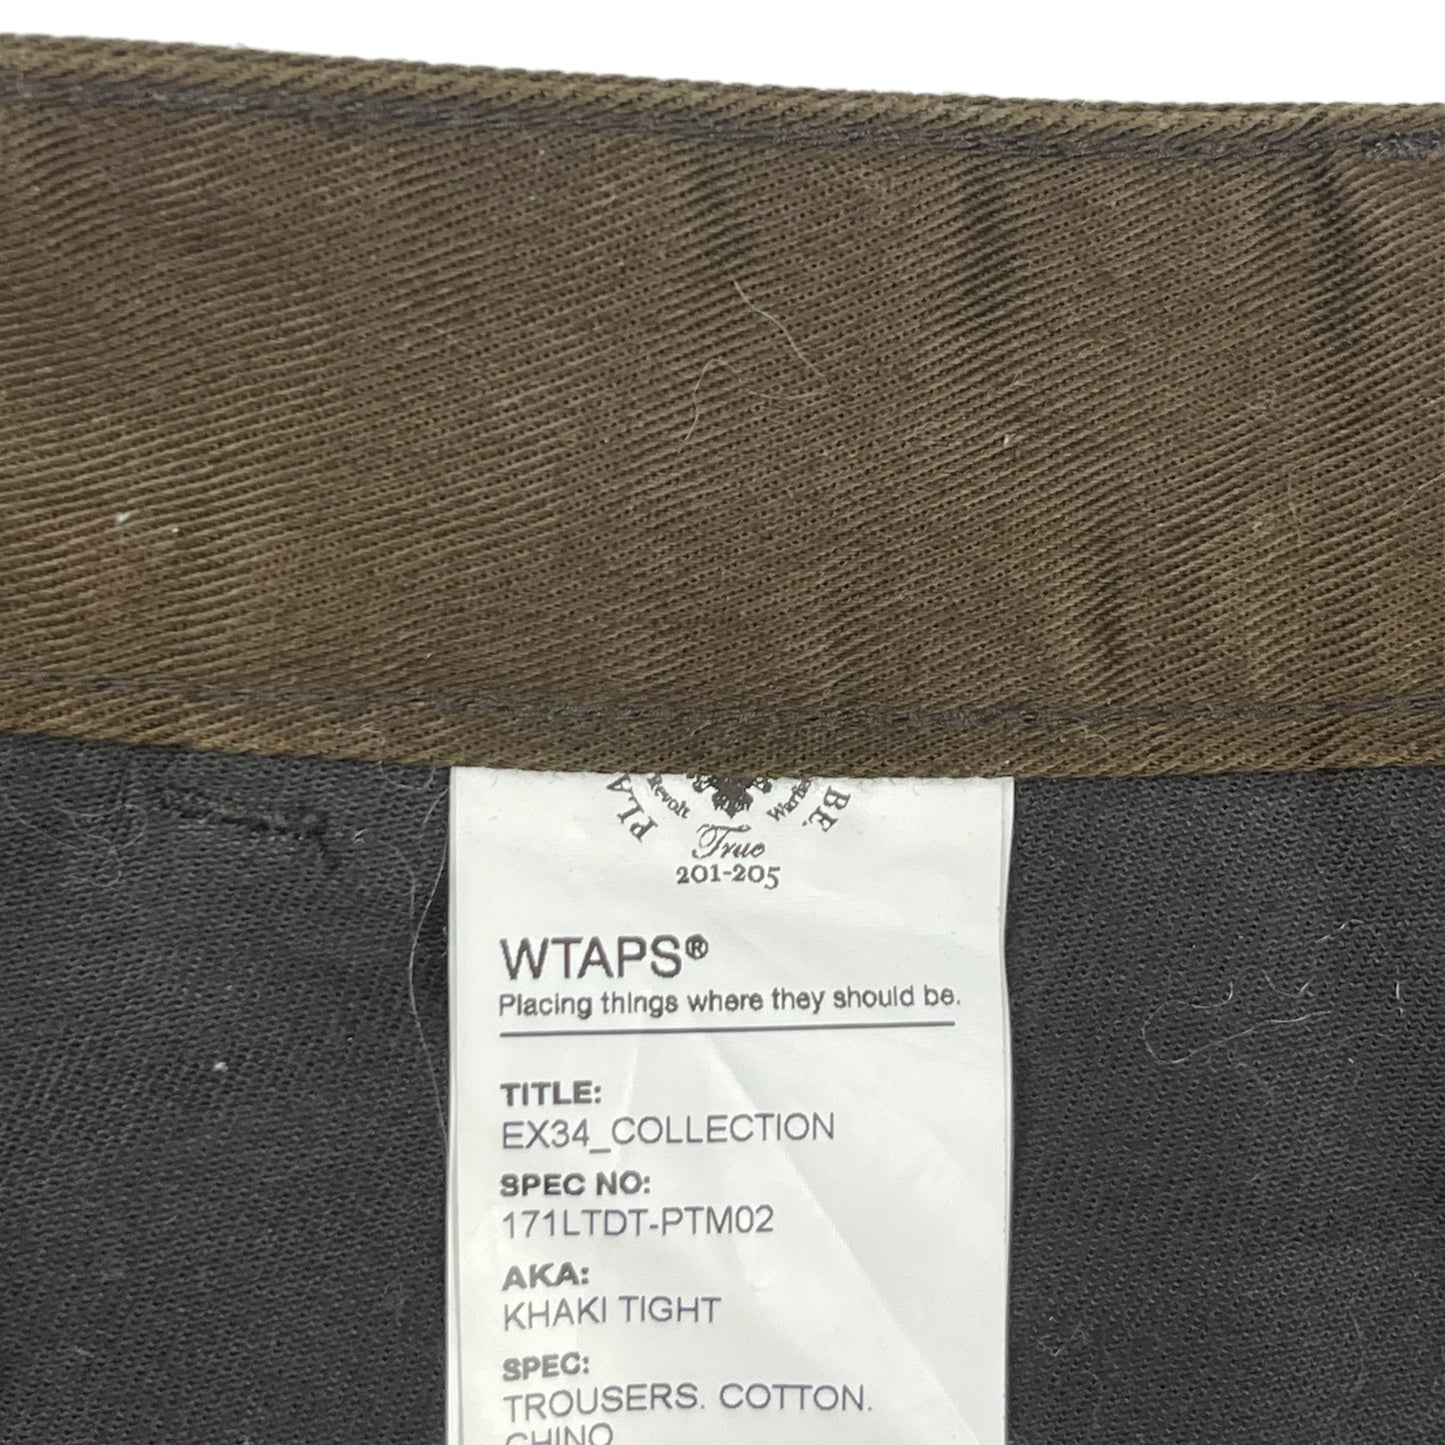 PLA
Revolt
BE.
True
201-205
WTAPS®
Placing things where they should be.
TITLE:
EX34_COLLECTION
SPEC NO:
171LTDT-PTM02
AKA:
KHAKI TIGHT
SPEC:
TROUSERS. COTTON.
CHINO